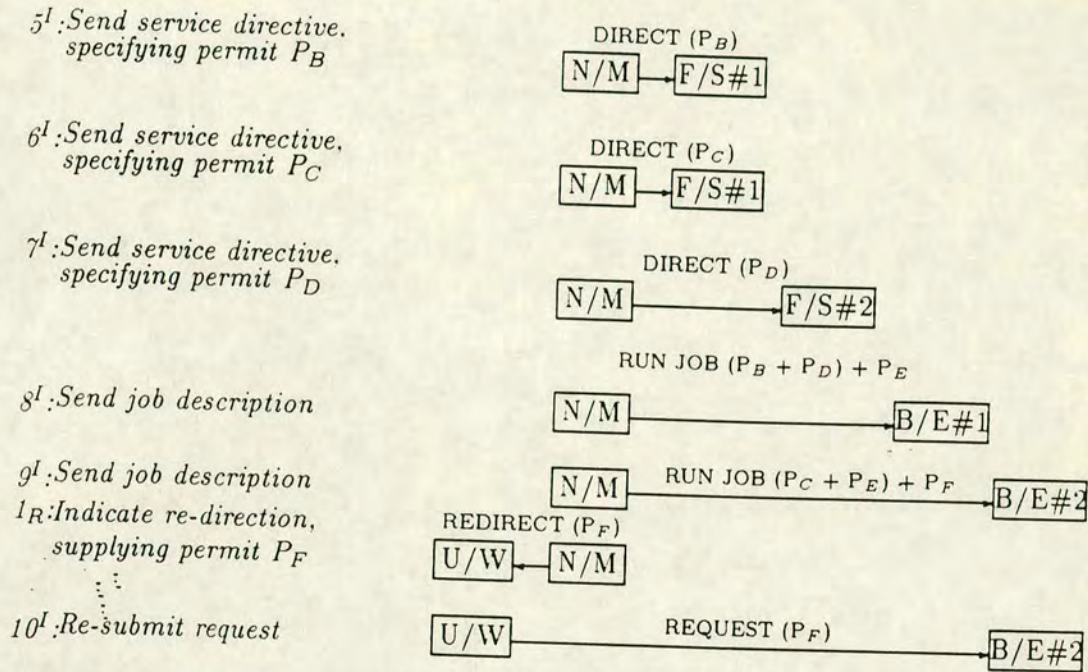 5^I:Send service directive.
specifying permit P_B
DIRECT (P_B)
N/M F/S#1
6^I:Send service directive,
specifying permit P_C
DIRECT (P_C)
N/M F/S#1
7^I:Send service directive.
specifying permit P_D
DIRECT (P_D)
N/M F/S#2
RUN JOB (P_B + P_D) + P_E
8^I:Send job description
N/M B/E#1
9^I:Send job description
N/M RUN JOB (P_C + P_E) + P_F B/E#2
1_R:Indicate re-direction,
supplying permit P_F
REDIRECT (P_F)
U/W N/M
10^I:Re-submit request
U/W REQUEST (P_F) B/E#2